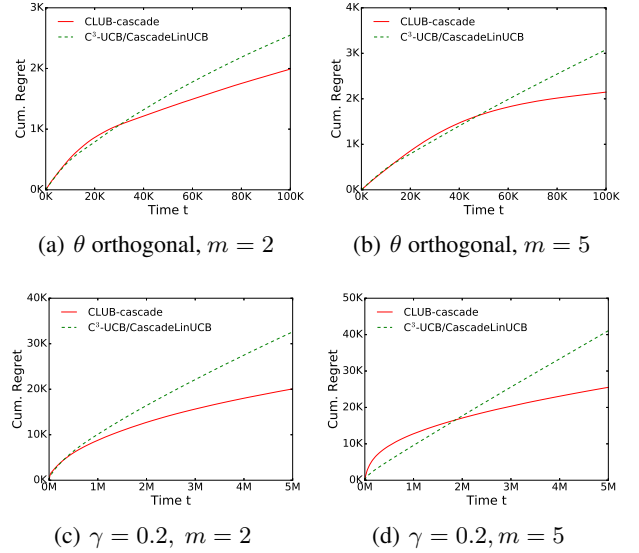 3K
CLUB-cascade
C³-UCB/CascadeLinUCB
2K
1K
0K
Cum. Regret
0K 20K 40K 60K 80K 100K
Time t
(a) θ orthogonal, m = 2
4K
CLUB-cascade
C³-UCB/CascadeLinUCB
3K
2K
1K
0K
Cum. Regret
0K 20K 40K 60K 80K 100K
Time t
(b) θ orthogonal, m = 5
40K
CLUB-cascade
C³-UCB/CascadeLinUCB
30K
20K
10K
0K
Cum. Regret
0M 1M 2M 3M 4M 5M
Time t
(c) γ = 0.2, m = 2
50K
CLUB-cascade
C³-UCB/CascadeLinUCB
40K
30K
20K
10K
0K
Cum. Regret
0M 1M 2M 3M 4M 5M
Time t
(d) γ = 0.2, m = 5